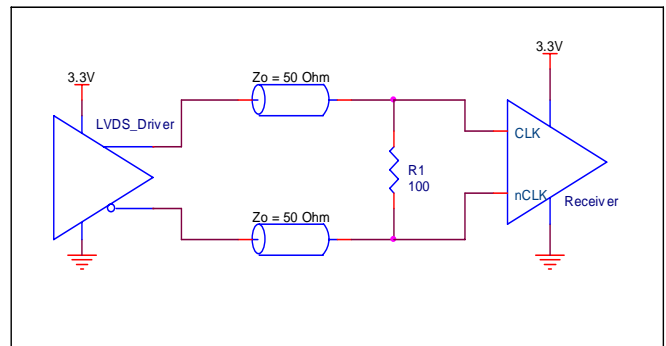 3.3V
LVDS_Driver
Zo = 50 Ohm
Zo = 50 Ohm
R1
100
3.3V
CLK
nCLK
Receiver